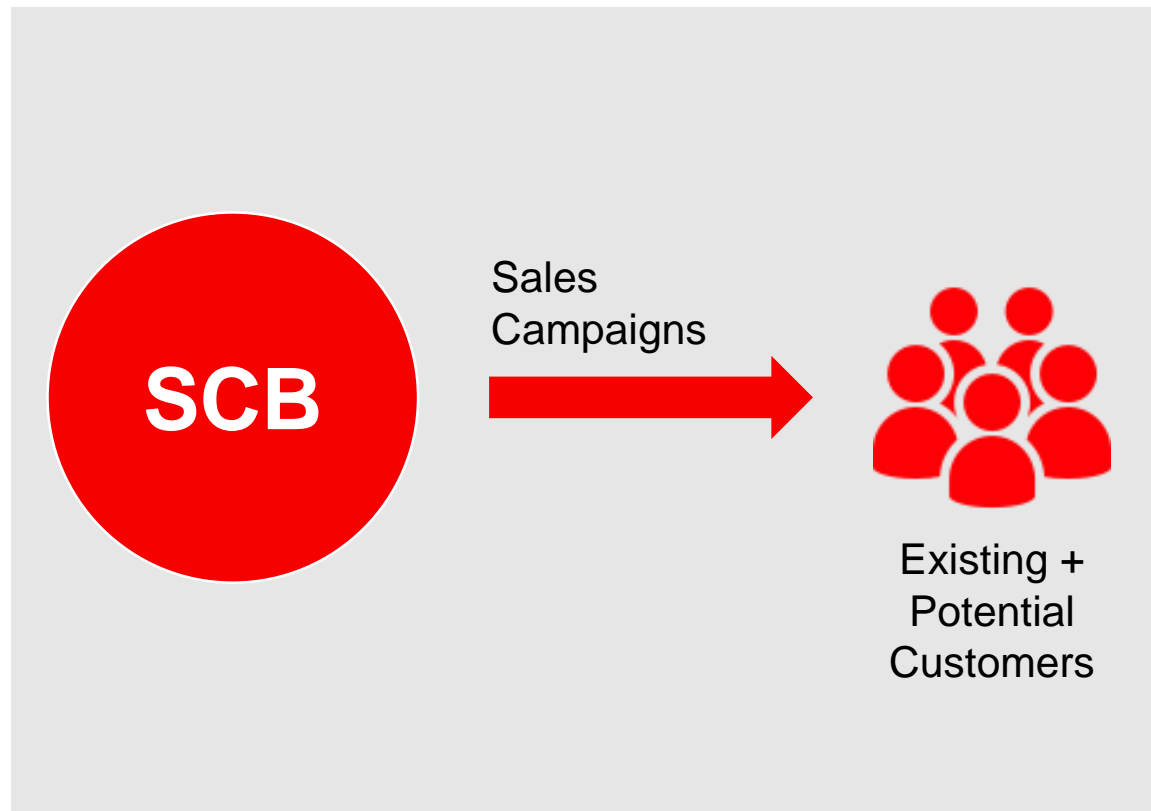 SCB
Sales
Campaigns
Existing +
Potential
Customers